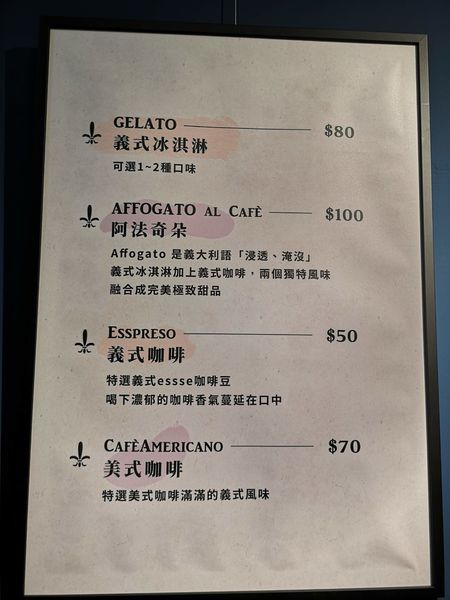 GELATO $80
義式冰淇淋
可選1~2種口味
AFFOGATO AL CAFÈ $100
阿法奇朵
Affogato 是義大利語「浸透、淹沒」
義式冰淇淋加上義式咖啡，兩個獨特風味
融合成完美極致甜品
ESSPRESO $50
義式咖啡
特選義式essse咖啡豆
喝下濃郁的咖啡香氣蔓延在口中
CAFÈAMERICANO $70
美式咖啡
特選美式咖啡滿滿的義式風味